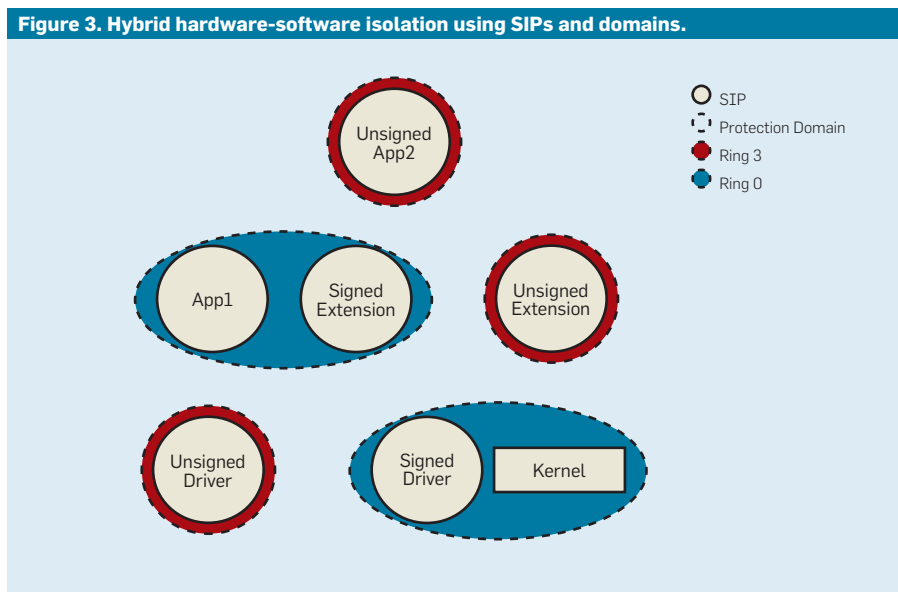 Figure 3. Hybrid hardware-software isolation using SIPs and domains.
SIP
Protection Domain
Ring 3
Ring 0
Unsigned
App2
App1
Signed
Extension
Unsigned
Extension
Unsigned
Driver
Signed
Driver
Kernel